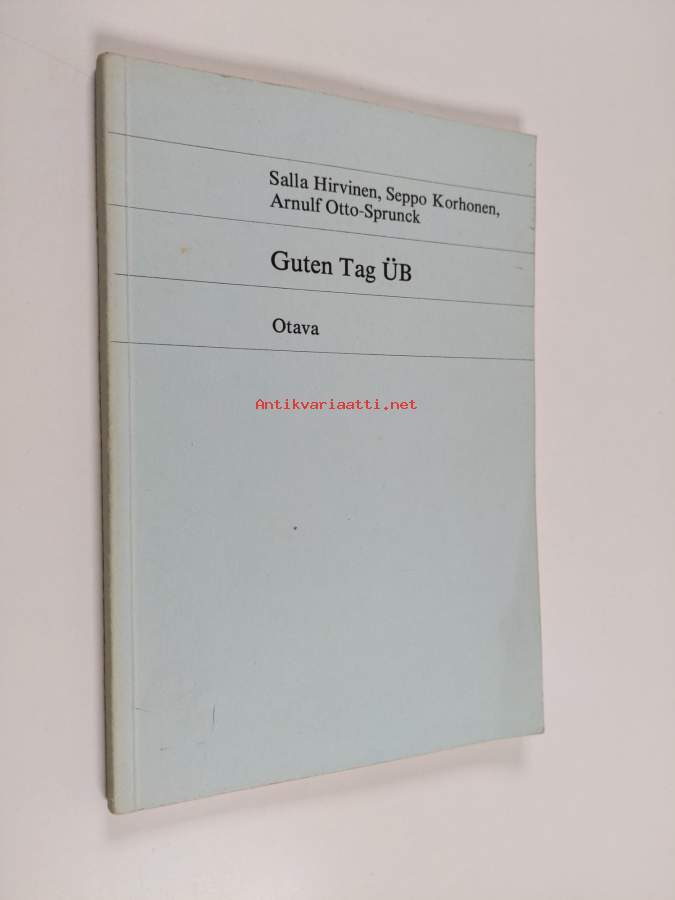 Salla Hirvinen, Seppo Korhonen,
Arnulf Otto-Sprunck
Guten Tag ÜB
Otava
Antikvariaatti.net